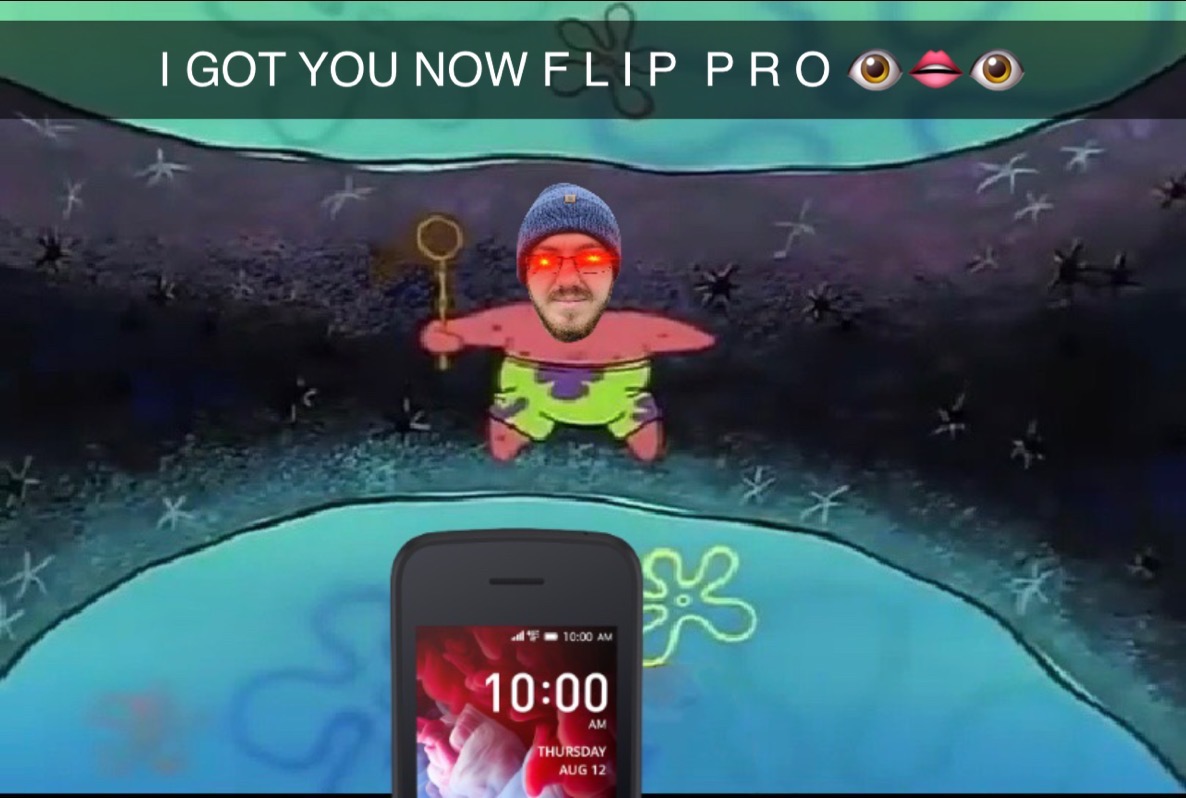 I GOT YOU NOW F L I P  P R O 👁️👄👁️
10:00 AM
10:00
AM
THURSDAY
AUG 12